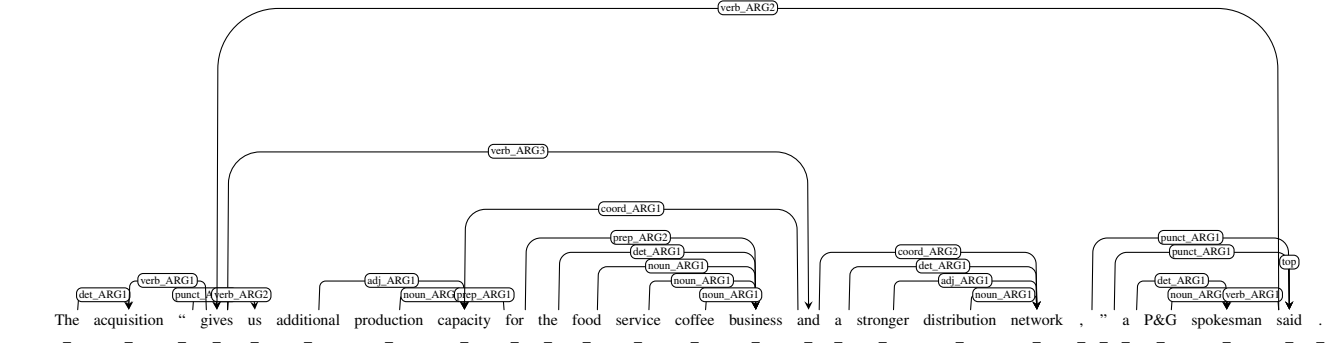 verb_ARG2
verb_ARG3
coord_ARG1
prep_ARG2 punct_ARG1
det_ARG1 coord_ARG2 punct_ARG1
noun_ARG1 det_ARG1 top
verb_ARG1 adj_ARG1 noun_ARG1 adj_ARG1 det_ARG1
det_ARG1 verb_ARG2 prep_ARG1 noun_ARG1 noun_ARG1 verb_ARG1
The acquisition “ gives us additional production capacity for the food service coffee business and a stronger distribution network , ” a P&G spokesman said .
_ _ _ _ _ _ _ _ _ _ _ _ _ _ _ _ _ _ _ _ _ _ _ _ _ _ _